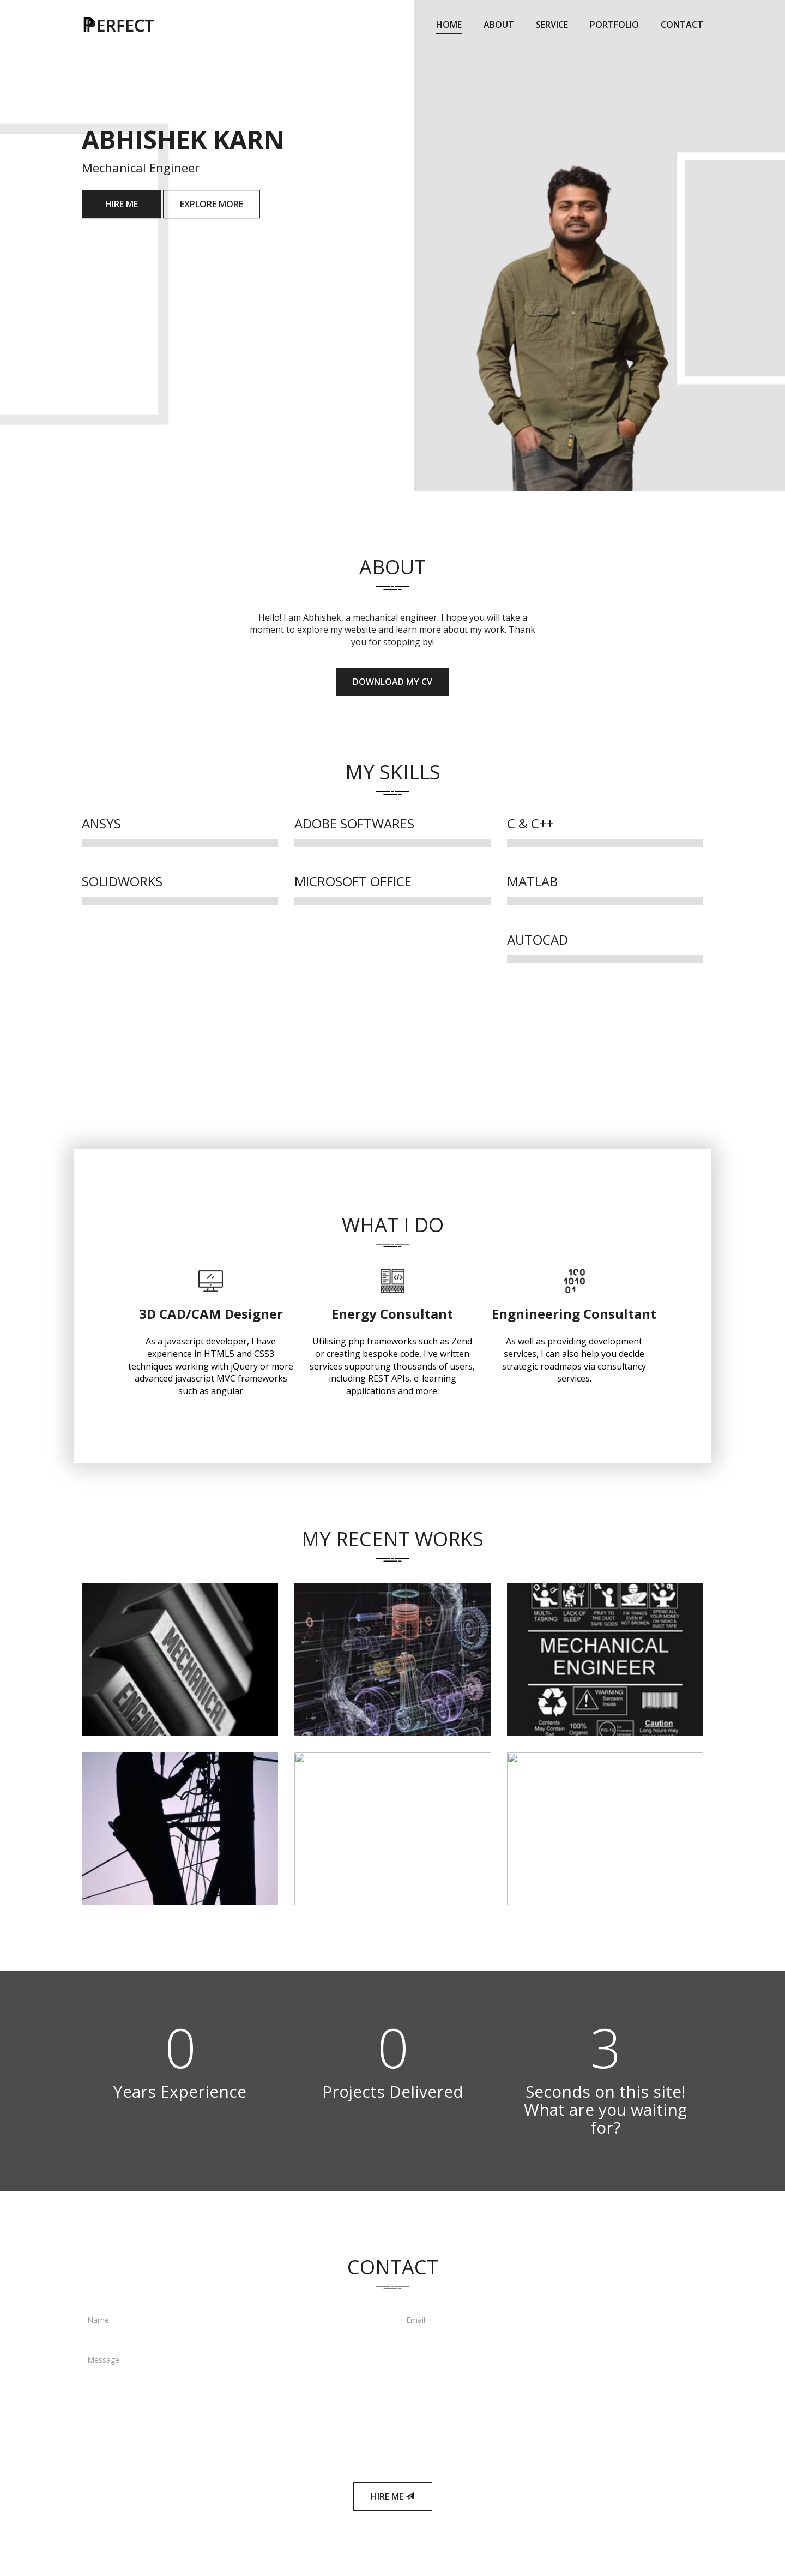 PERFECT
HOME ABOUT SERVICE PORTFOLIO CONTACT
ABHISHEK KARN
Mechanical Engineer
HIRE ME EXPLORE MORE
ABOUT
Hello! I am Abhishek, a mechanical engineer. I hope you will take a
moment to explore my website and learn more about my work. Thank
you for stopping by!
DOWNLOAD MY CV
MY SKILLS
ANSYS
ADOBE SOFTWARES
C & C++
SOLIDWORKS
MICROSOFT OFFICE
MATLAB
AUTOCAD
WHAT I DO
3D CAD/CAM Designer
As a javascript developer, I have
experience in HTML5 and CSS3
techniques working with jQuery or more
advanced javascript MVC frameworks
such as angular
Energy Consultant
Utilising php frameworks such as Zend
or creating bespoke code, I've written
services supporting thousands of users,
including REST APIs, e-learning
applications and more.
100
1010
01
Engnineering Consultant
As well as providing development
services, I can also help you decide
strategic roadmaps via consultancy
services.
MY RECENT WORKS
MECHANICAL
MULTI-
TASKING
LACK OF
SLEEP
PRAY TO
THE DUCT
TAPE GODS
FIX THINGS
EVEN IF
NOT BROKEN
SPEND ALL
YOUR MONEY
ON WD40 &
DUCT TAPE
MECHANICAL
ENGINEER
WARNING:
Sarcasm
Inside
Contents
May Contain
100%
Organic
PG-13
Caution
Long hours may
0
Years Experience
0
Projects Delivered
3
Seconds on this site!
What are you waiting
for?
CONTACT
Name
Email
Message
HIRE ME